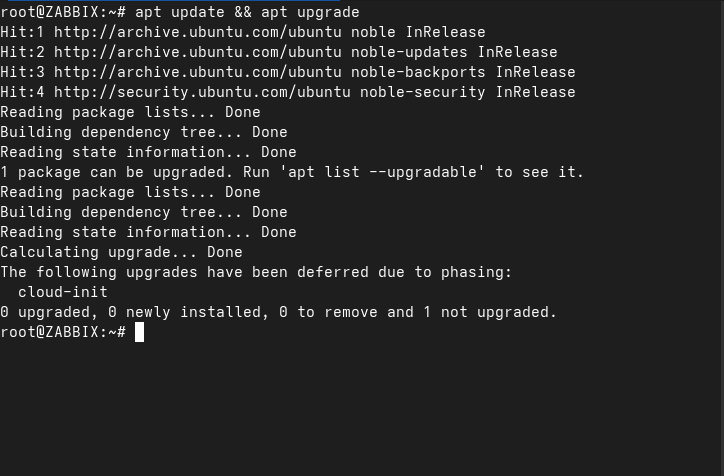 root@ZABBIX:~# apt update && apt upgrade
Hit:1 http://archive.ubuntu.com/ubuntu noble InRelease
Hit:2 http://archive.ubuntu.com/ubuntu noble-updates InRelease
Hit:3 http://archive.ubuntu.com/ubuntu noble-backports InRelease
Hit:4 http://security.ubuntu.com/ubuntu noble-security InRelease
Reading package lists... Done
Building dependency tree... Done
Reading state information... Done
1 package can be upgraded. Run 'apt list --upgradable' to see it.
Reading package lists... Done
Building dependency tree... Done
Reading state information... Done
Calculating upgrade... Done
The following upgrades have been deferred due to phasing:
  cloud-init
0 upgraded, 0 newly installed, 0 to remove and 1 not upgraded.
root@ZABBIX:~#